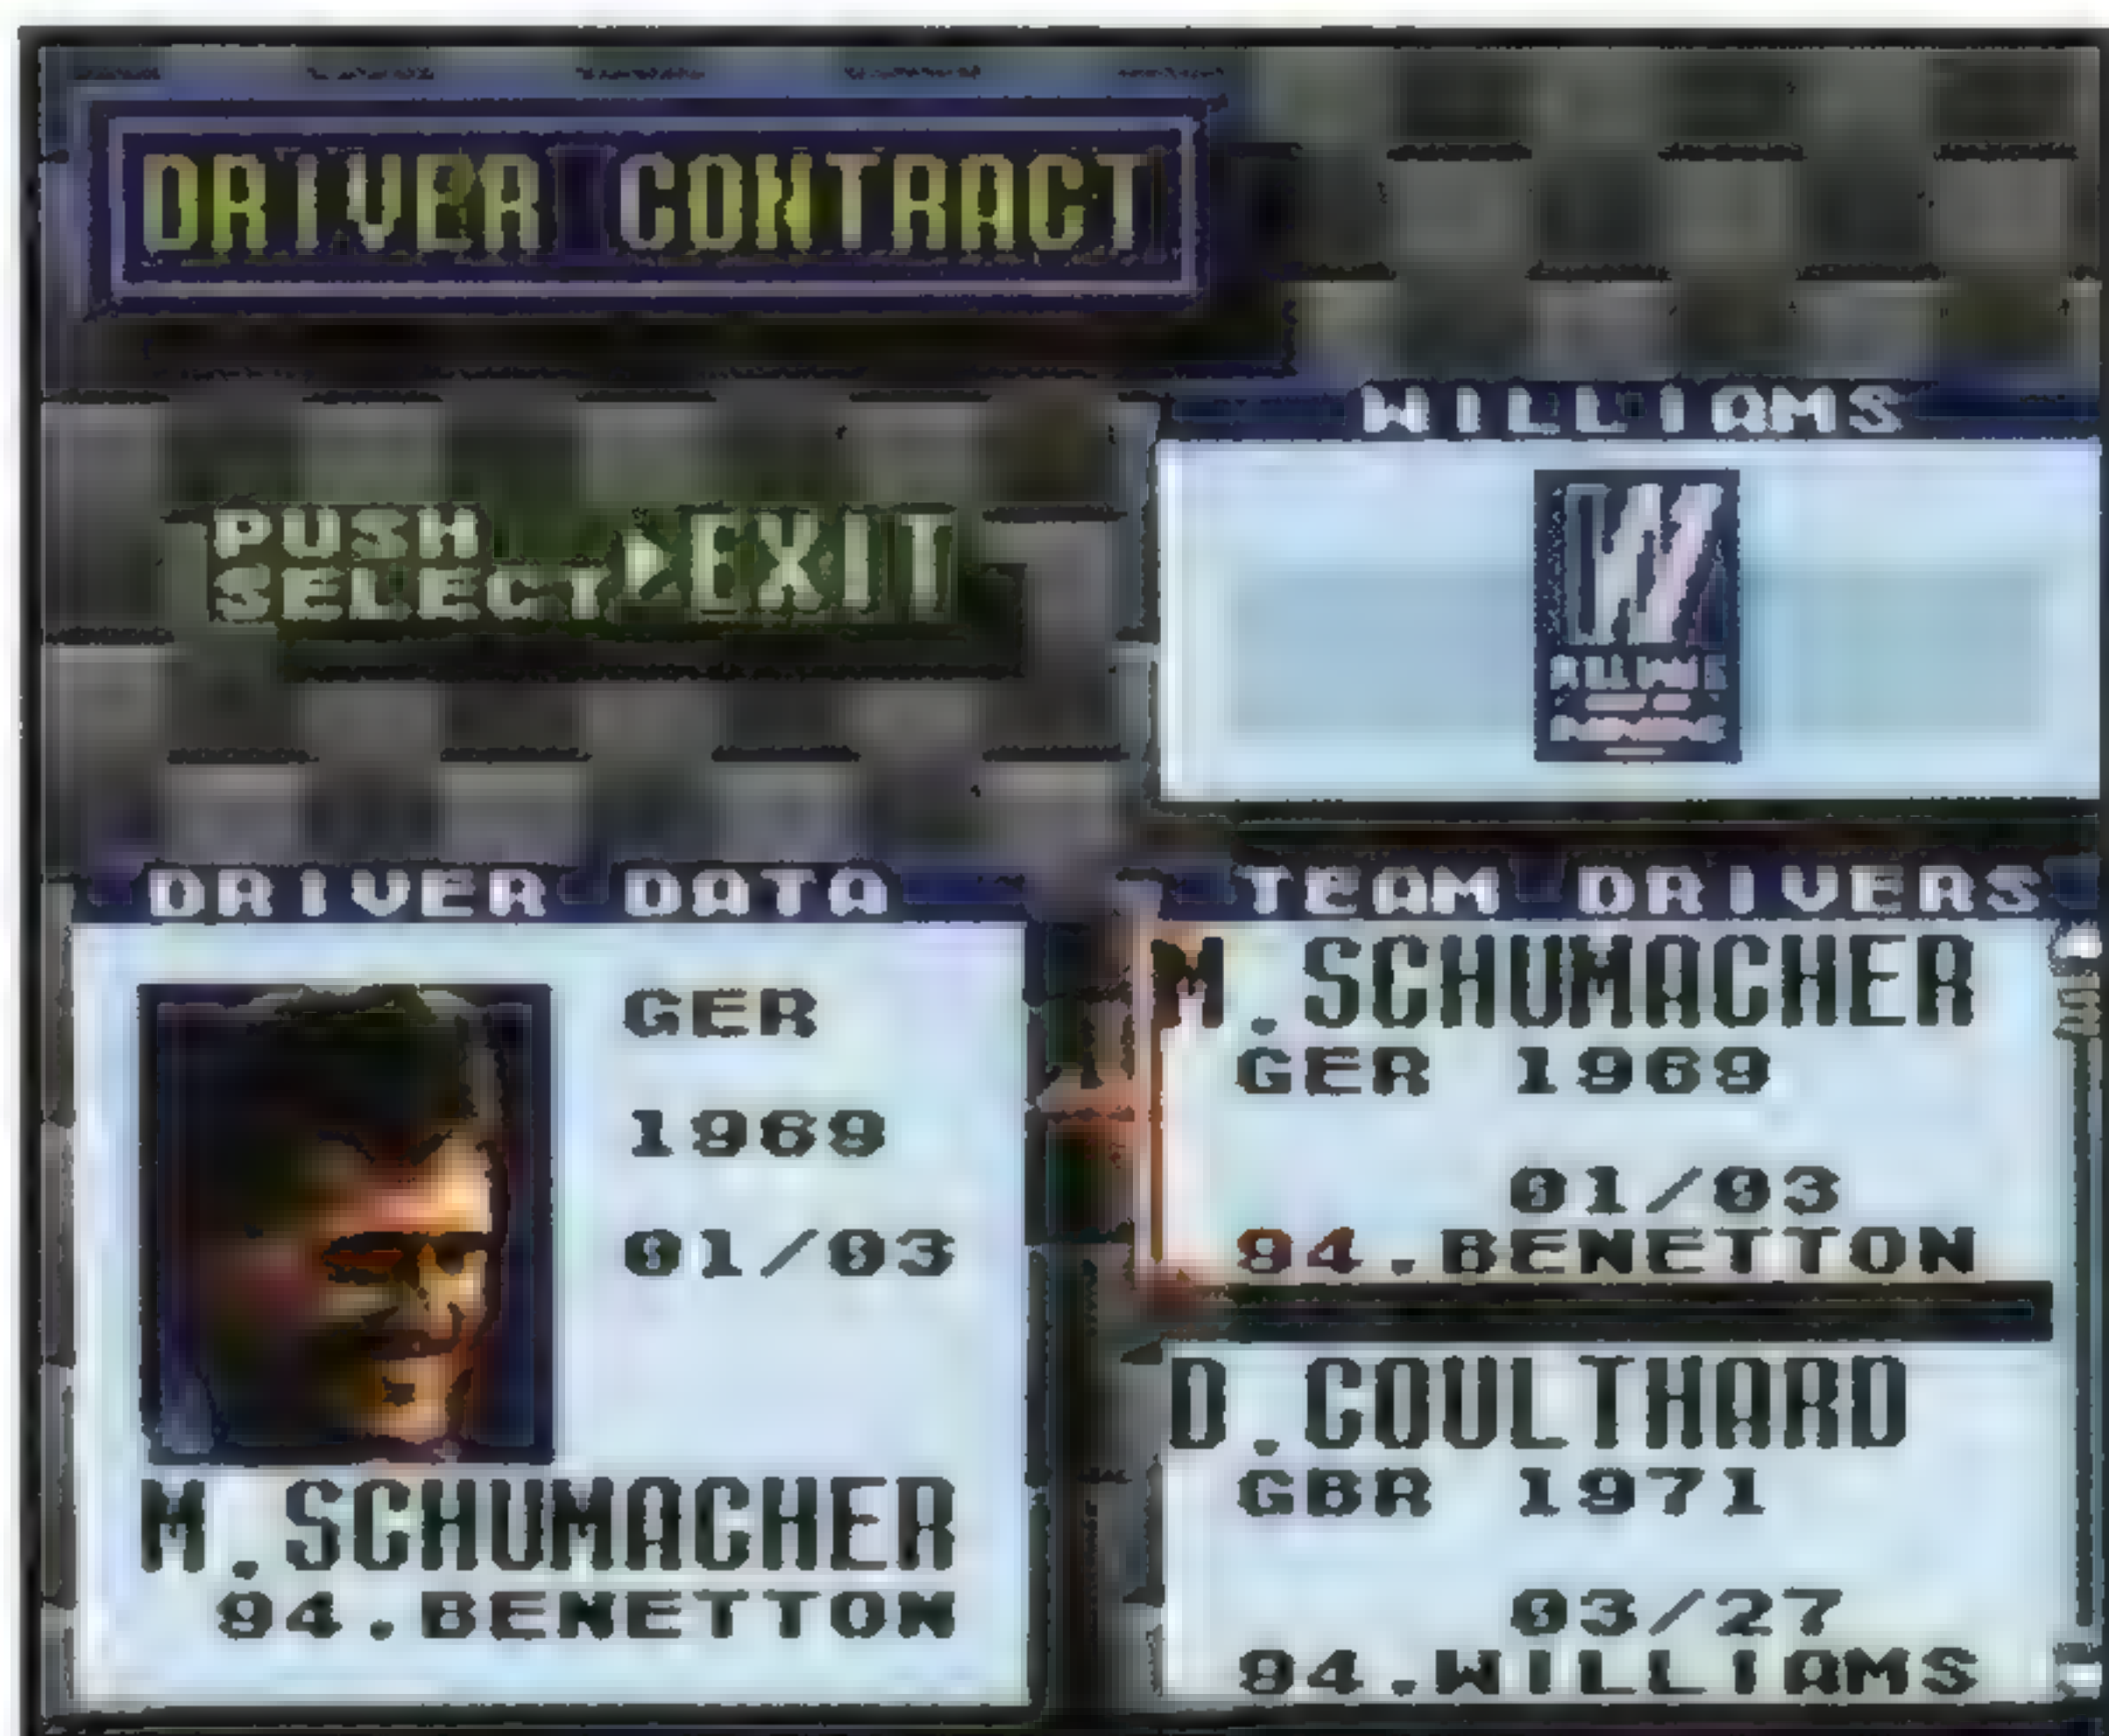 DRIVER CONTRACT
PUSH
SELECT
EXIT
WILLIAMS
DRIVER DATA
GER
1969
01/03
M.SCHUMACHER
94.BENETTON
TEAM DRIVERS
M.SCHUMACHER
GER 1969
01/03
94.BENETTON
D.COULTHARD
GBR 1971
03/27
94.WILLIAMS